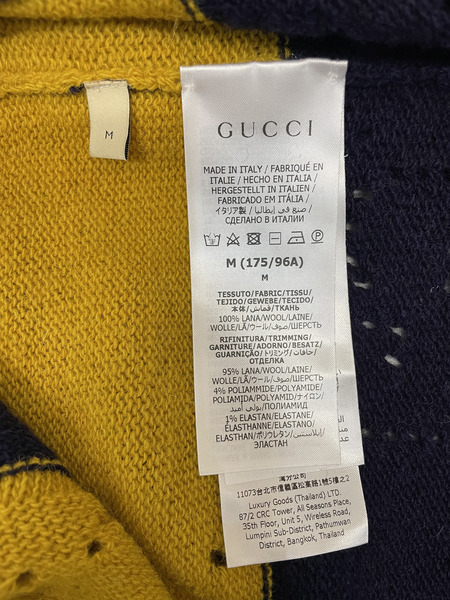 M
GUCCI
MADE IN ITALY / FABRIQUÉ EN
ITALIE / HECHO EN ITALIA /
HERGESTELLT IN ITALIEN /
FABRICADO EM ITÁLIA /
イタリア製 / صنع في إيطاليا /
СДЕЛАНО В ИТАЛИИ
M (175/96A)
M
TESSUTO/FABRIC/TISSU/
TEJIDO/GEWEBE/TECIDO/
本体/قماش/ТКАНЬ
100% LANA/WOOL/LAINE/
WOLLE/LÃ/ウール/صوف/ШЕРСТЬ
RIFINITURA/TRIMMING/
GARNITURE/ADORNO/BESATZ/
GUARNIÇÃO/トリミング/حافات/
ОТДЕЛКА
95% LANA/WOOL/LAINE/
WOLLE/LÃ/ウール/صوف/ШЕРСТЬ
4% POLIAMMIDE/POLYAMIDE/
POLIAMIDA/POLYAMID/ナイロン/
بولي أميد/ПОЛИАМИД
1% ELASTAN/ELASTANE/
ÉLASTHANNE/ELASTANO/
ELASTHAN/ポリウレタン/إيلاستين/
ЭЛАСТАН
灣分公司
11073台北市信義區松高路1號5樓之2
Luxury Goods (Thailand) LTD.
87/2 CRC Tower, All Seasons Place,
35th Floor, Unit 5, Wireless Road,
Lumpini Sub-District, Pathumwan
District, Bangkok, Thailand